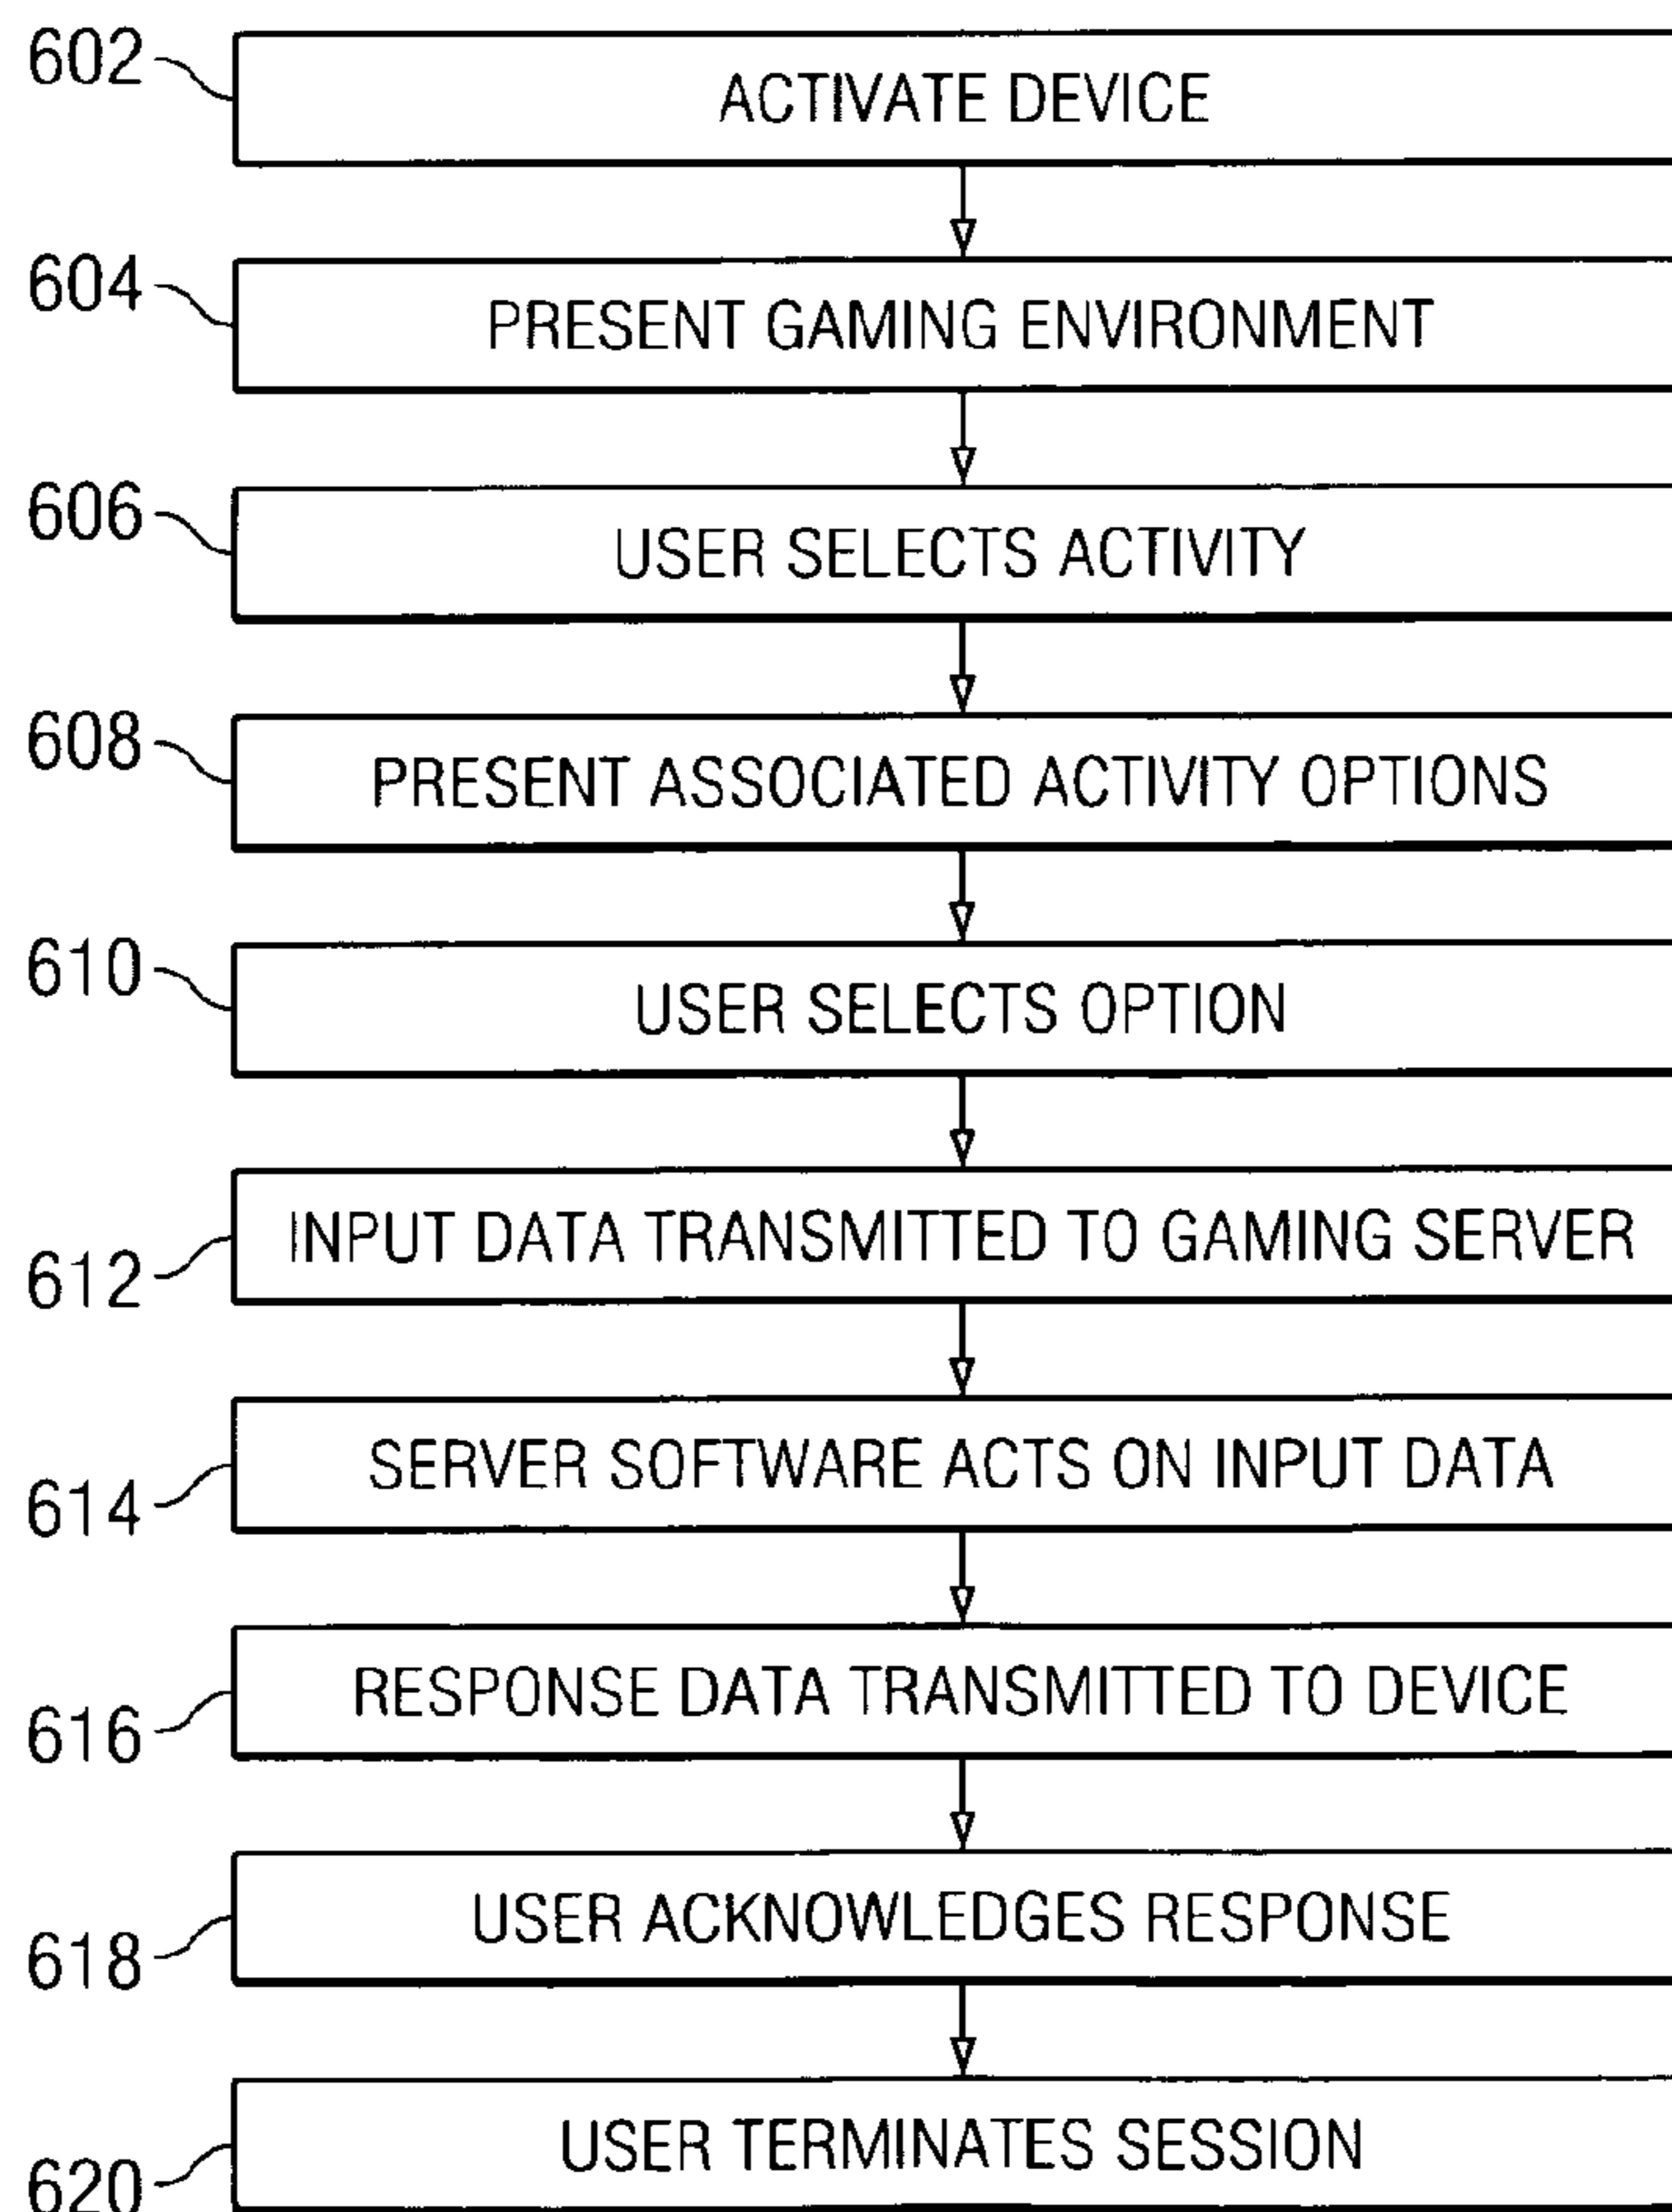 602
ACTIVATE DEVICE
604
PRESENT GAMING ENVIRONMENT
606
USER SELECTS ACTIVITY
608
PRESENT ASSOCIATED ACTIVITY OPTIONS
610
USER SELECTS OPTION
612
INPUT DATA TRANSMITTED TO GAMING SERVER
614
SERVER SOFTWARE ACTS ON INPUT DATA
616
RESPONSE DATA TRANSMITTED TO DEVICE
618
USER ACKNOWLEDGES RESPONSE
620
USER TERMINATES SESSION